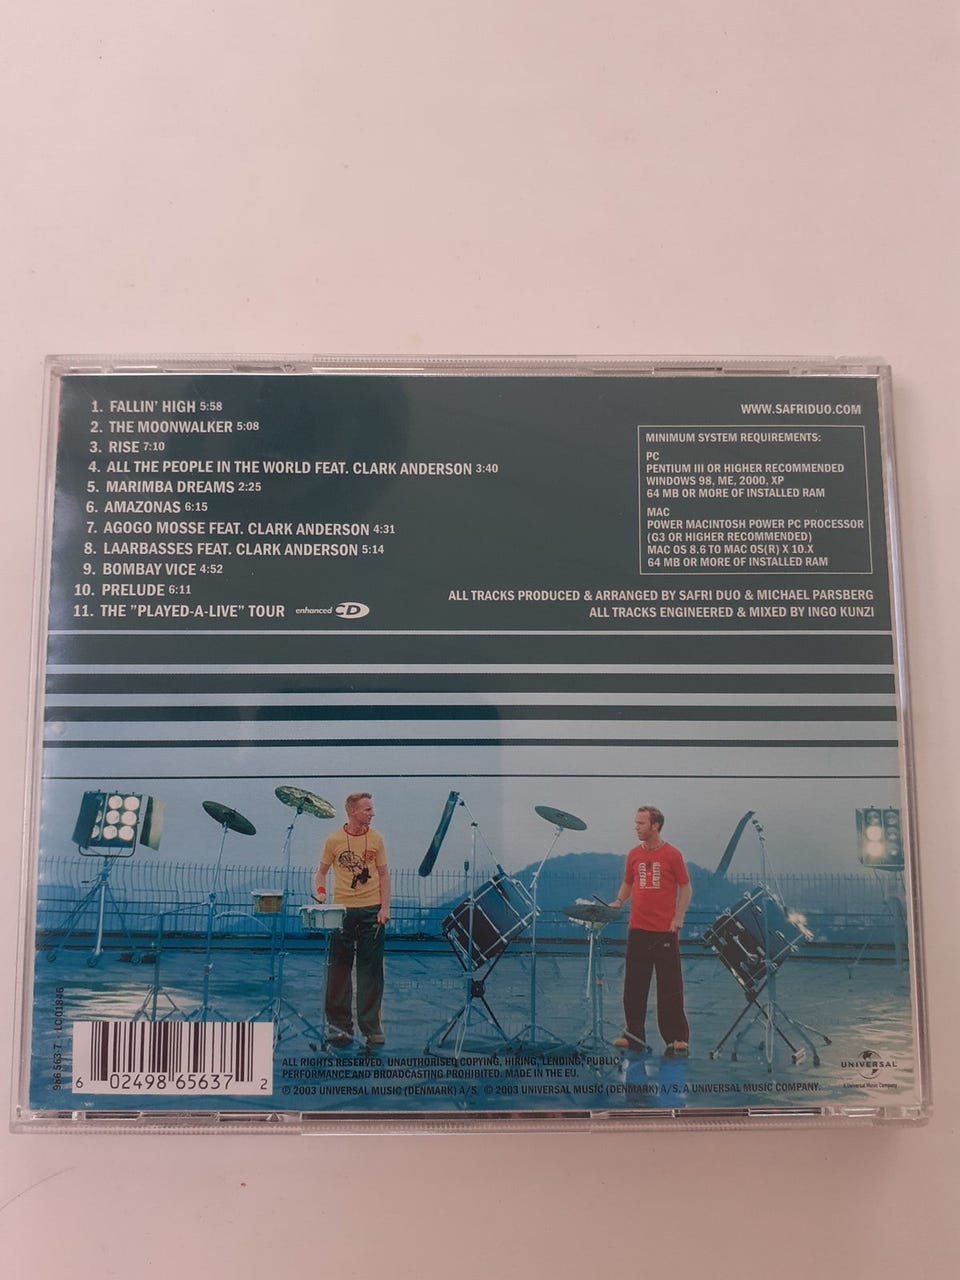 1. FALLIN' HIGH 5:58
2. THE MOONWALKER 5:08
3. RISE 7:10
4. ALL THE PEOPLE IN THE WORLD FEAT. CLARK ANDERSON 3:40
5. MARIMBA DREAMS 2:25
6. AMAZONAS 6:15
7. AGOGO MOSSE FEAT. CLARK ANDERSON 4:31
8. LAARBASSES FEAT. CLARK ANDERSON 5:14
9. BOMBAY VICE 4:52
10. PRELUDE 6:11
11. THE "PLAYED-A-LIVE" TOUR enhanced CD
WWW.SAFRIDUO.COM
MINIMUM SYSTEM REQUIREMENTS:
PC
PENTIUM III OR HIGHER RECOMMENDED
WINDOWS 98, ME, 2000, XP
64 MB OR MORE OF INSTALLED RAM
MAC
POWER MACINTOSH POWER PC PROCESSOR
(G3 OR HIGHER RECOMMENDED)
MAC OS 8.6 TO MAC OS(R) X 10.X
64 MB OR MORE OF INSTALLED RAM
ALL TRACKS PRODUCED & ARRANGED BY SAFRI DUO & MICHAEL PARSBERG
ALL TRACKS ENGINEERED & MIXED BY INGO KUNZI
986 563-7 LC 01846
6 02498 65637 2
ALL RIGHTS RESERVED. UNAUTHORISED COPYING, HIRING, LENDING, PUBLIC
PERFORMANCE AND BROADCASTING PROHIBITED. MADE IN THE EU.
℗ 2003 UNIVERSAL MUSIC (DENMARK) A/S. © 2003 UNIVERSAL MUSIC (DENMARK) A/S. A UNIVERSAL MUSIC COMPANY.
UNIVERSAL
A Universal Music Company